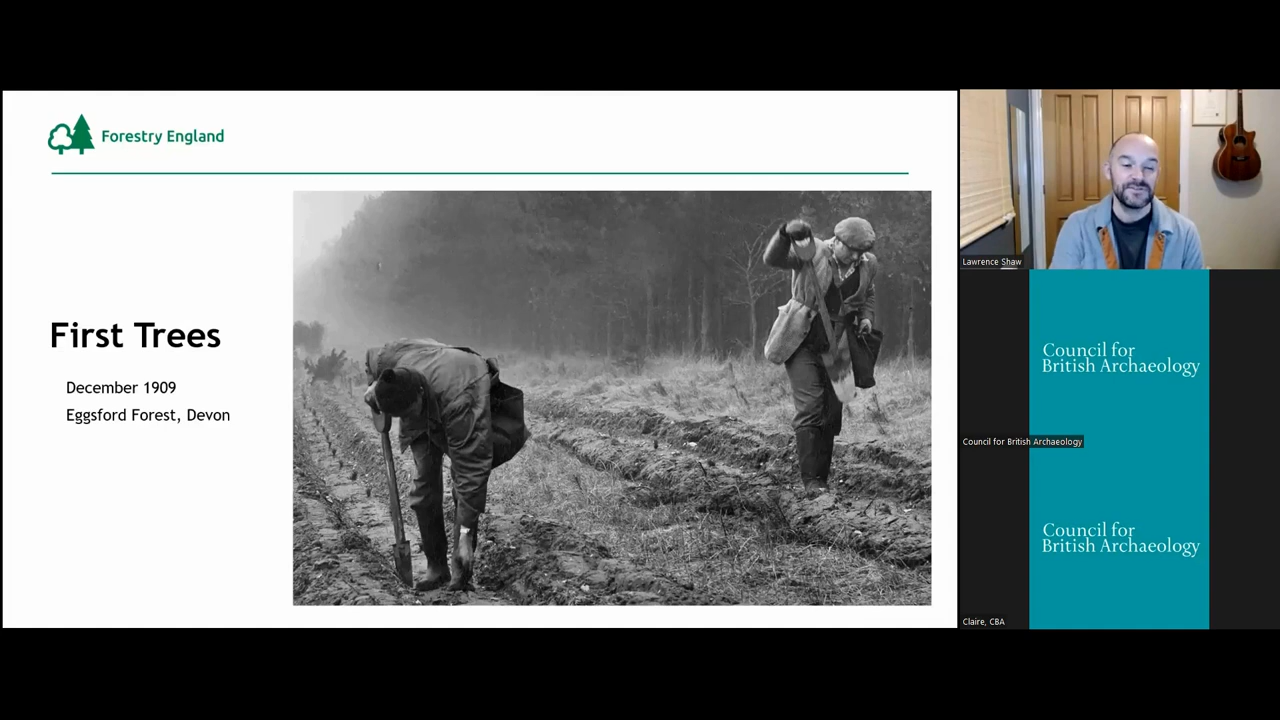 Forestry England
First Trees
December 1909
Eggsford Forest, Devon
Lawrence Shaw
Council for
British Archaeology
Council for British Archaeology
Council for
British Archaeology
Claire, CBA